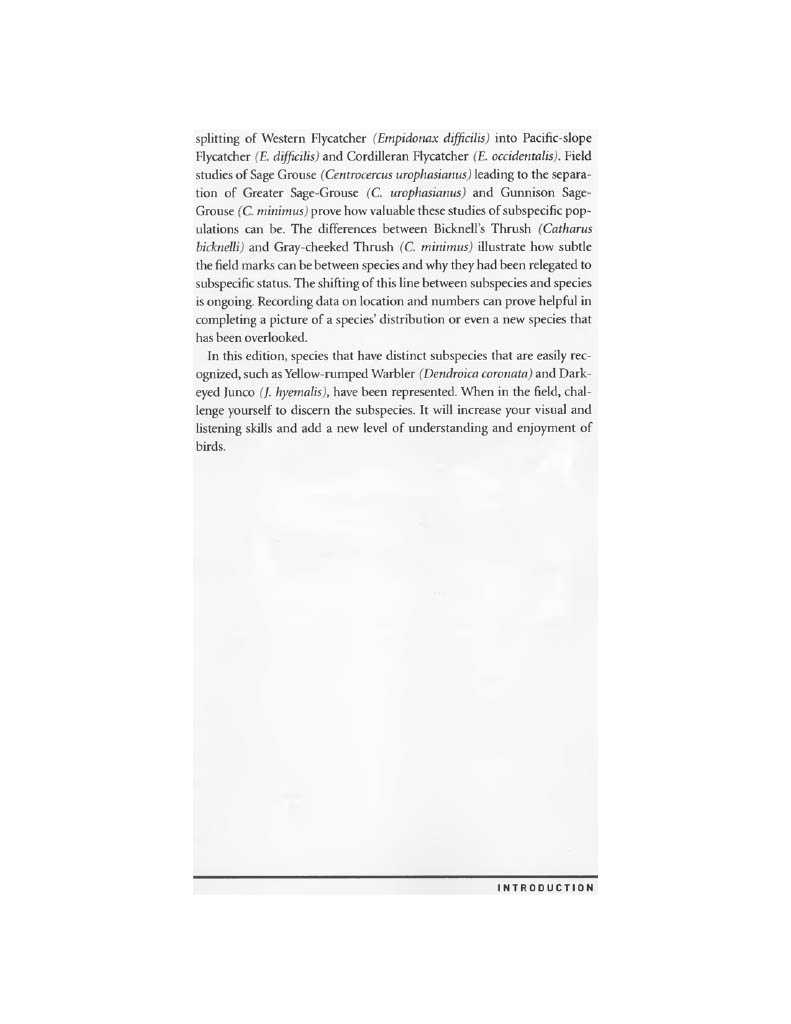 splitting of Western Flycatcher (Empidonax difficilis) into Pacific-slope
Flycatcher (E. difficilis) and Cordilleran Flycatcher (E. occidentalis). Field
studies of Sage Grouse (Centrocercus urophasianus) leading to the separa-
tion of Greater Sage-Grouse (C. urophasianus) and Gunnison Sage-
Grouse (C. minimus) prove how valuable these studies of subspecific pop-
ulations can be. The differences between Bicknell's Thrush (Catharus
bicknelli) and Gray-cheeked Thrush (C. minimus) illustrate how subtle
the field marks can be between species and why they had been relegated to
subspecific status. The shifting of this line between subspecies and species
is ongoing. Recording data on location and numbers can prove helpful in
completing a picture of a species' distribution or even a new species that
has been overlooked.
In this edition, species that have distinct subspecies that are easily rec-
ognized, such as Yellow-rumped Warbler (Dendroica coronata) and Dark-
eyed Junco (J. hyemalis), have been represented. When in the field, chal-
lenge yourself to discern the subspecies. It will increase your visual and
listening skills and add a new level of understanding and enjoyment of
birds.
INTRODUCTION